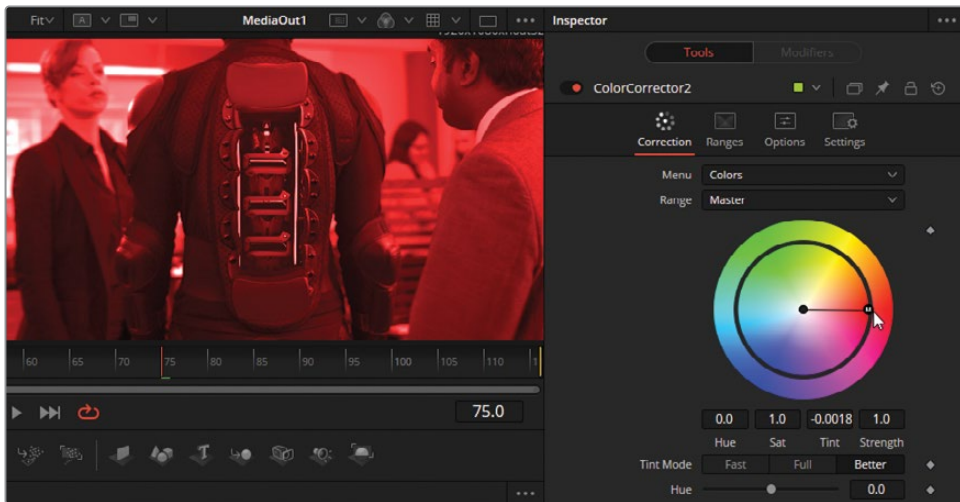 Fit A MediaOut1 Inspector
Tools Modifiers
ColorCorrector2
Correction Ranges Options Settings
Menu Colors
Range Master
60 65 70 75 80 85 90 95 100 105 110
75.0
T
0.0 1.0 -0.0018 1.0
Hue Sat Tint Strength
Tint Mode Fast Full Better
Hue 0.0